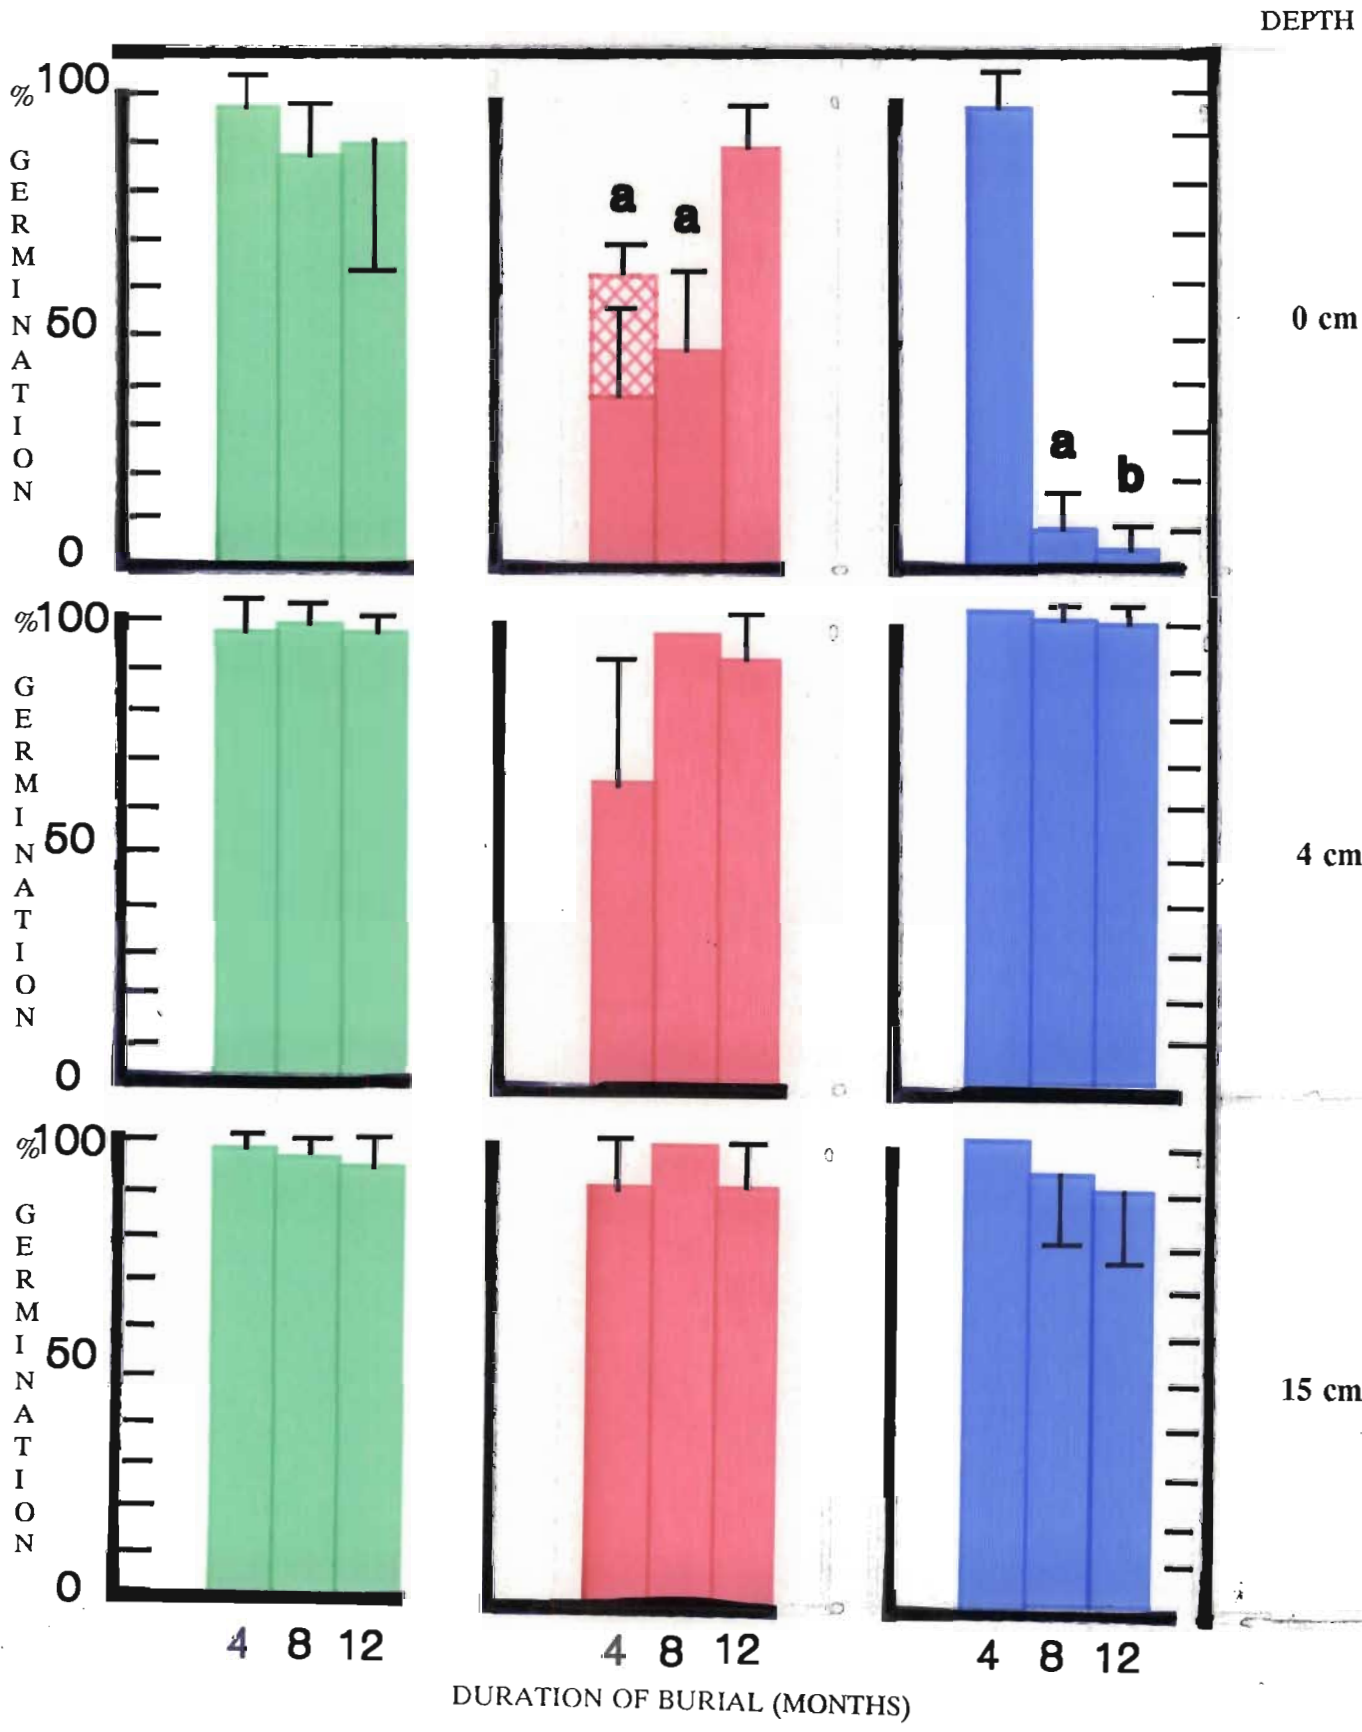 DEPTH
%100
GERMINATION
50
0
a
a
a
b
0 cm
%100
GERMINATION
50
0
4 cm
%100
GERMINATION
50
0
15 cm
4 8 12
4 8 12
4 8 12
DURATION OF BURIAL (MONTHS)